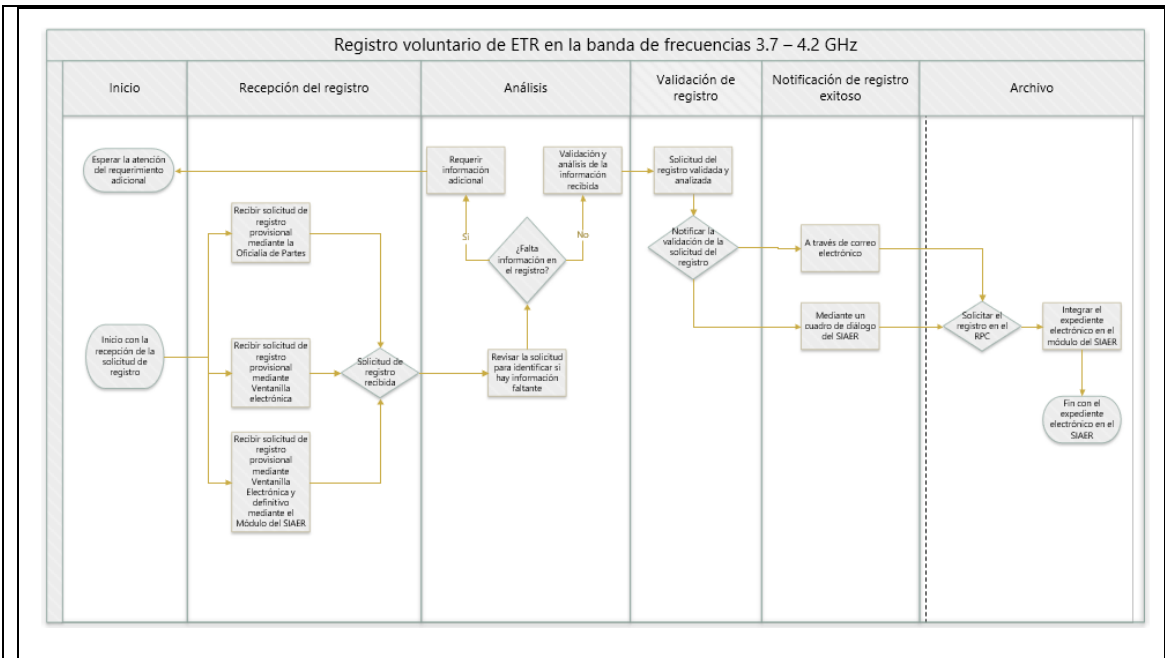 Registro voluntario de ETR en la banda de frecuencias 3.7 – 4.2 GHz
Inicio
Recepción del registro
Análisis
Validación de
registro
Notificación de registro
exitoso
Archivo
Esperar la atención
del requerimiento
adicional
Inicio con la
recepción de la
solicitud de
registro
Recibir solicitud de
registro
provisional
mediante la
Oficialía de Partes
Recibir solicitud de
registro
provisional
mediante
Ventanilla
electrónica
Recibir solicitud de
registro
provisional
mediante
Ventanilla
Electrónica y
definitivo
mediante el
Módulo del SIAER
Solicitud de
registro
recibida
Requerir
información
adicional
Si
¿Falta
información en
el registro?
No
Revisar la solicitud
para identificar si
hay información
faltante
Validación y
análisis de la
información
recibida
Solicitud del
registro validada y
analizada
Notificar la
validación de la
solicitud del
registro
A través de correo
electrónico
Mediante un
cuadro de diálogo
del SIAER
Solicitar el
registro en el
RPC
Integrar el
expediente
electrónico en el
módulo del SIAER
Fin con el
expediente
electrónico en el
SIAER